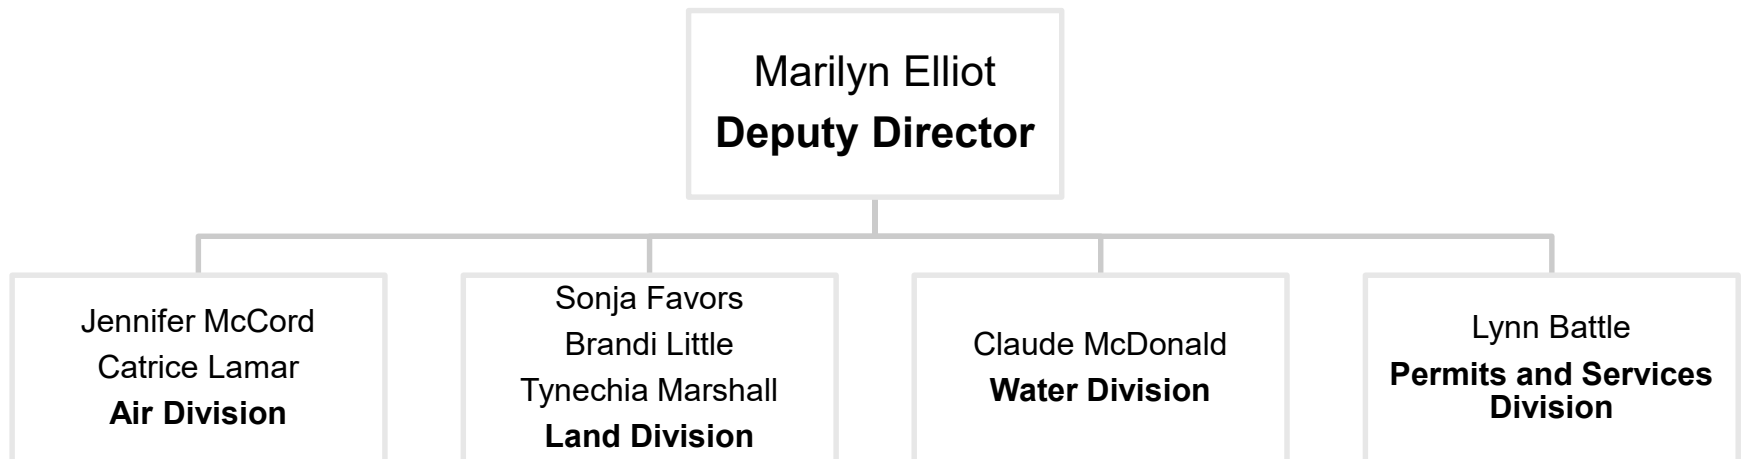 Marilyn Elliot
Deputy Director
Jennifer McCord
Catrice Lamar
Air Division
Sonja Favors
Brandi Little
Tynechia Marshall
Land Division
Claude McDonald
Water Division
Lynn Battle
Permits and Services
Division